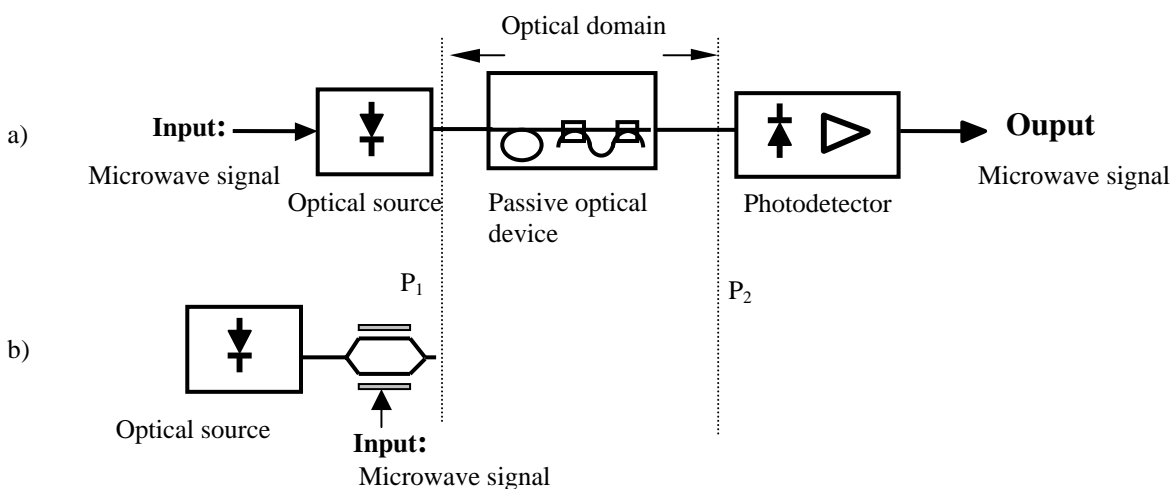 Optical domain
a)
Input:
Microwave signal
Optical source
Passive optical
device
Photodetector
Ouput
Microwave signal
P1
P2
b)
Optical source
Input:
Microwave signal